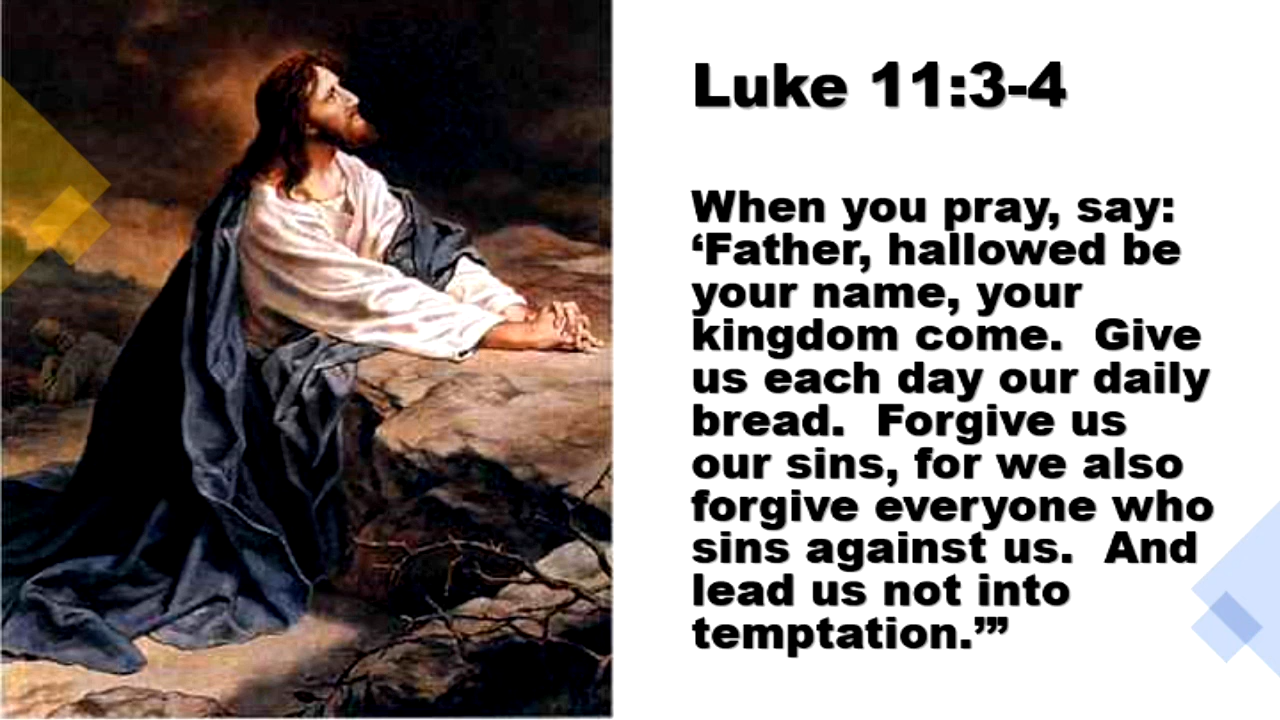 Luke 11:3-4
When you pray, say:
‘Father, hallowed be
your name, your
kingdom come.  Give
us each day our daily
bread.  Forgive us
our sins, for we also
forgive everyone who
sins against us.  And
lead us not into
temptation.’”